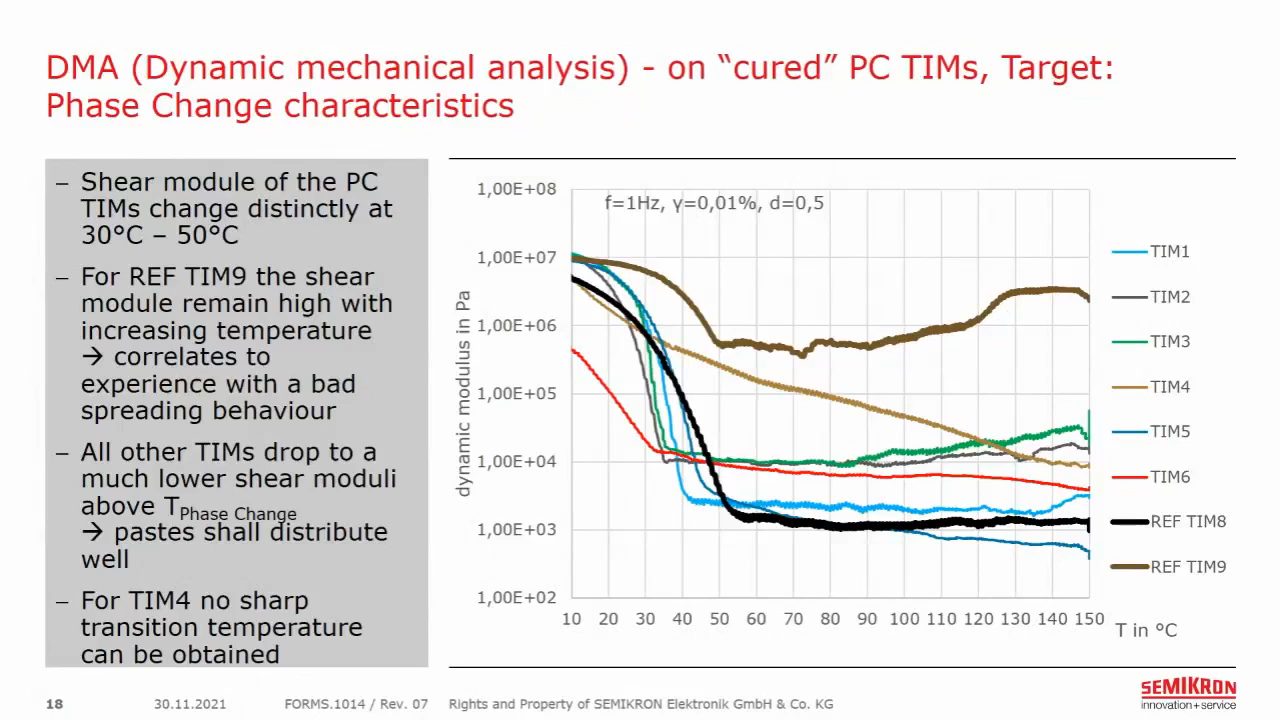 DMA (Dynamic mechanical analysis) - on “cured” PC TIMs, Target:
Phase Change characteristics
– Shear module of the PC
TIMs change distinctly at
30°C – 50°C
– For REF TIM9 the shear
module remain high with
increasing temperature
→ correlates to
experience with a bad
spreading behaviour
– All other TIMs drop to a
much lower shear moduli
above TPhase Change
→ pastes shall distribute
well
– For TIM4 no sharp
transition temperature
can be obtained
f=1Hz, γ=0,01%, d=0,5
dynamic modulus in Pa
1,00E+08
1,00E+07
1,00E+06
1,00E+05
1,00E+04
1,00E+03
1,00E+02
10 20 30 40 50 60 70 80 90 100 110 120 130 140 150
T in °C
TIM1
TIM2
TIM3
TIM4
TIM5
TIM6
REF TIM8
REF TIM9
18 30.11.2021 FORMS.1014 / Rev. 07 Rights and Property of SEMIKRON Elektronik GmbH & Co. KG
SEMIKRON
innovation+service